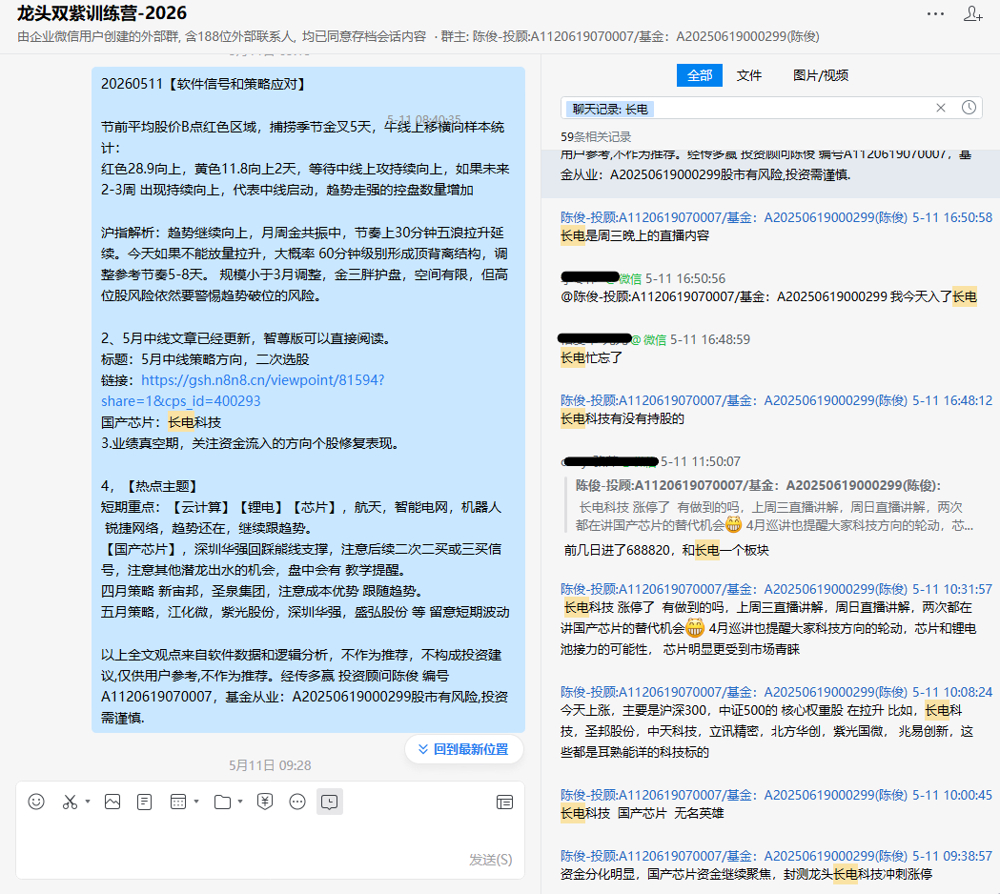 龙头双紫训练营-2026
由企业微信用户创建的外部群, 含188位外部联系人, 均已同意存档会话内容 · 群主: 陈俊-投顾:A1120619070007/基金：A20250619000299(陈俊)
20260511【软件信号和策略应对】
5-11 08:40:35
节前平均股价B点红色区域，捕捞季节金叉5天，牛线上移横向样本统
计：
红色28.9向上，黄色11.8向上2天，等待中线上攻持续向上，如果未来
2-3周 出现持续向上，代表中线启动，趋势走强的控盘数量增加
沪指解析：趋势继续向上，月周金共振中，节奏上30分钟五浪拉升延
续。今天如果不能放量拉升，大概率 60分钟级别形成顶背离结构，调
整参考节奏5-8天。 规模小于3月调整，金三胖护盘，空间有限，但高
位股风险依然要警惕趋势破位的风险。
2、5月中线文章已经更新，智尊版可以直接阅读。
标题：5月中线策略方向，二次选股
链接：https://gsh.n8n8.cn/viewpoint/81594?
share=1&cps_id=400293
国产芯片：长电科技
3.业绩真空期，关注资金流入的方向个股修复表现。
4，【热点主题】
短期重点：【云计算】【锂电】【芯片】，航天，智能电网，机器人
锐捷网络，趋势还在，继续跟趋势。
【国产芯片】，深圳华强回踩能线支撑，注意后续二次二买或三买信
号，注意其他潜龙出水的机会，盘中会有 教学提醒。
四月策略 新宙邦，圣泉集团，注意成本优势 跟随趋势。
五月策略，江化微，紫光股份，深圳华强，盛弘股份 等 留意短期波动
以上全文观点来自软件数据和逻辑分析，不作为推荐，不构成投资建
议,仅供用户参考,不作为推荐。经传多赢 投资顾问陈俊 编号
A1120619070007，基金从业：A20250619000299股市有风险,投资
需谨慎.
回到最新位置
5月11日 09:28
发送(S)
全部 文件 图片/视频
聊天记录: 长电
59条相关记录
用户参考,不作为推荐。经传多赢 投资顾问陈俊 编号A1120619070007，基
金从业：A20250619000299股市有风险,投资需谨慎.
陈俊-投顾:A1120619070007/基金：A20250619000299(陈俊) 5-11 16:50:58
长电是周三晚上的直播内容
@微信 5-11 16:50:56
@陈俊-投顾:A1120619070007/基金：A20250619000299 我今天入了长电
@微信 5-11 16:48:59
长电忙忘了
陈俊-投顾:A1120619070007/基金：A20250619000299(陈俊) 5-11 16:48:12
长电科技有没有持股的
5-11 11:50:07
陈俊-投顾:A1120619070007/基金：A20250619000299(陈俊):
长电科技 涨停了 有做到的吗，上周三直播讲解，周日直播讲解，两次
都在讲国产芯片的替代机会😁 4月巡讲也提醒大家科技方向的轮动，芯...
前几日进了688820，和长电一个板块
陈俊-投顾:A1120619070007/基金：A20250619000299(陈俊) 5-11 10:31:57
长电科技 涨停了 有做到的吗，上周三直播讲解，周日直播讲解，两次都在
讲国产芯片的替代机会😁 4月巡讲也提醒大家科技方向的轮动，芯片和锂电
池接力的可能性， 芯片明显更受到市场青睐
陈俊-投顾:A1120619070007/基金：A20250619000299(陈俊) 5-11 10:08:24
今天上涨，主要是沪深300，中证500的 核心权重股 在拉升 比如，长电科
技，圣邦股份，中天科技，立讯精密，北方华创，紫光国微， 兆易创新，这
些都是耳熟能详的科技标的
陈俊-投顾:A1120619070007/基金：A20250619000299(陈俊) 5-11 10:00:45
长电科技 国产芯片 无名英雄
陈俊-投顾:A1120619070007/基金：A20250619000299(陈俊) 5-11 09:38:57
资金分化明显，国产芯片资金继续聚焦，封测龙头长电科技冲刺涨停